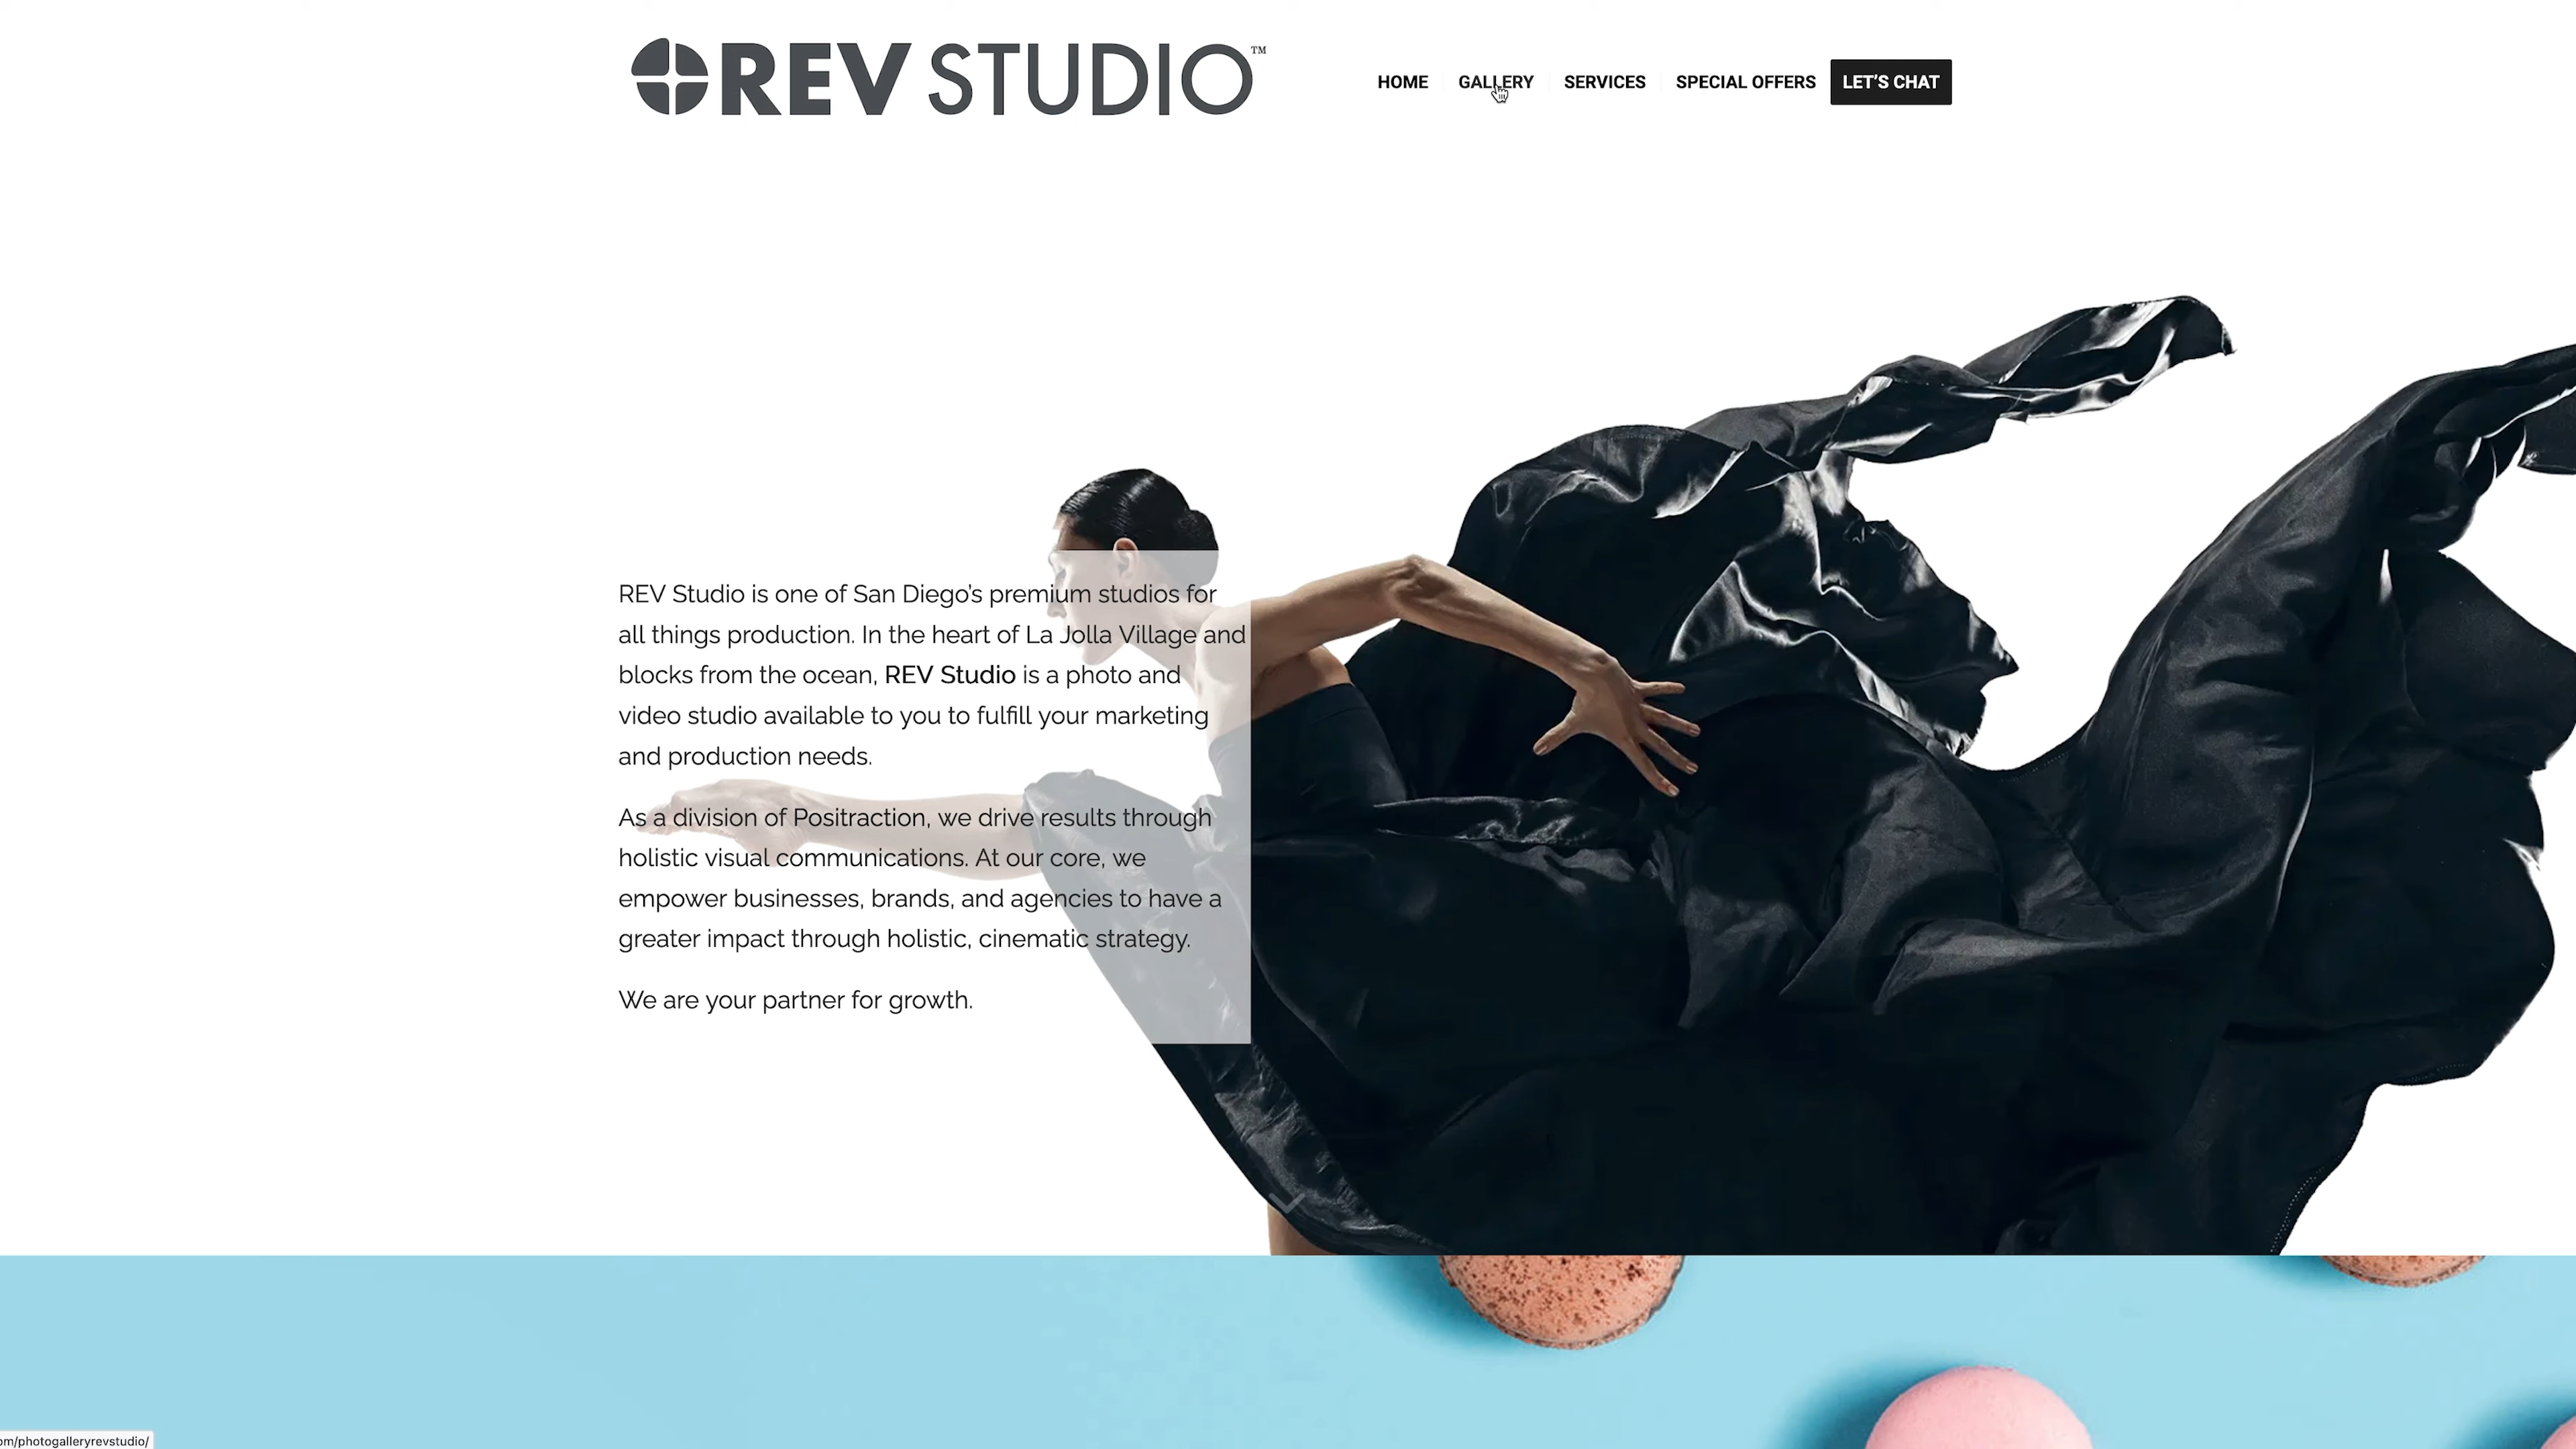 REV STUDIO™
HOME GALLERY SERVICES SPECIAL OFFERS LET'S CHAT
REV Studio is one of San Diego's premium studios for
all things production. In the heart of La Jolla Village and
blocks from the ocean, REV Studio is a photo and
video studio available to you to fulfill your marketing
and production needs.
As a division of Positraction, we drive results through
holistic visual communications. At our core, we
empower businesses, brands, and agencies to have a
greater impact through holistic, cinematic strategy.
We are your partner for growth.
om/photogalleryrevstudio/